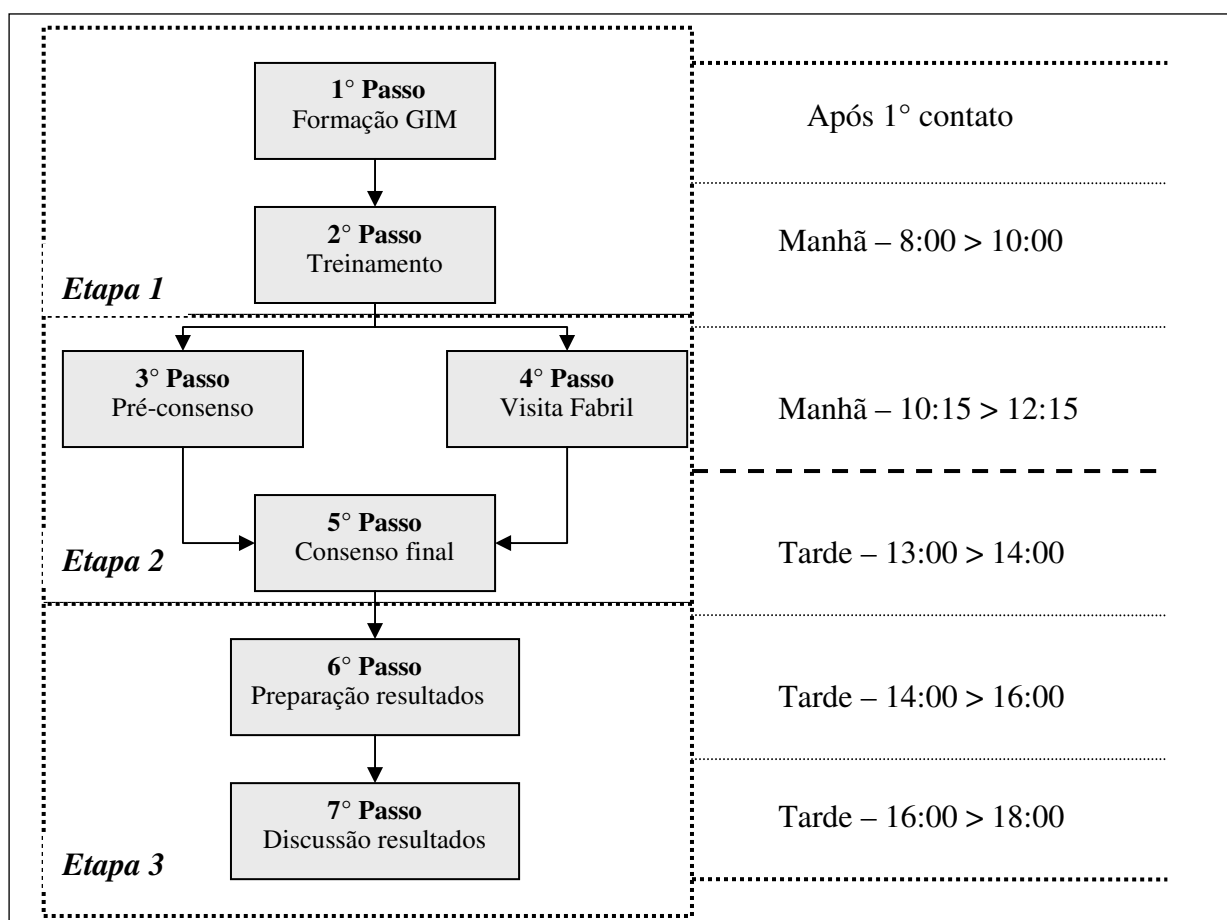 1° Passo
Formação GIM
Após 1° contato
2° Passo
Treinamento
Manhã – 8:00 > 10:00
Etapa 1
3° Passo
Pré-consenso
4° Passo
Visita Fabril
Manhã – 10:15 > 12:15
5° Passo
Consenso final
Tarde – 13:00 > 14:00
Etapa 2
6° Passo
Preparação resultados
Tarde – 14:00 > 16:00
7° Passo
Discussão resultados
Tarde – 16:00 > 18:00
Etapa 3